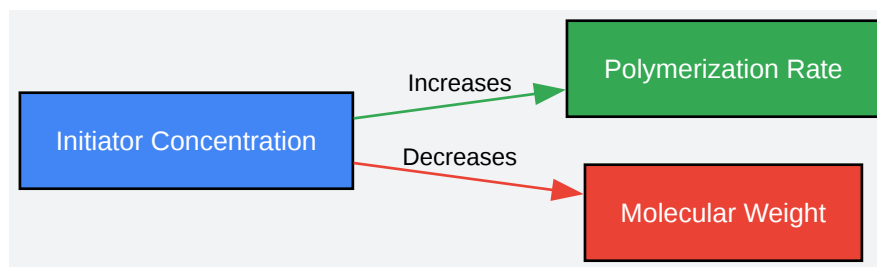 Initiator Concentration
Increases
Polymerization Rate
Decreases
Molecular Weight